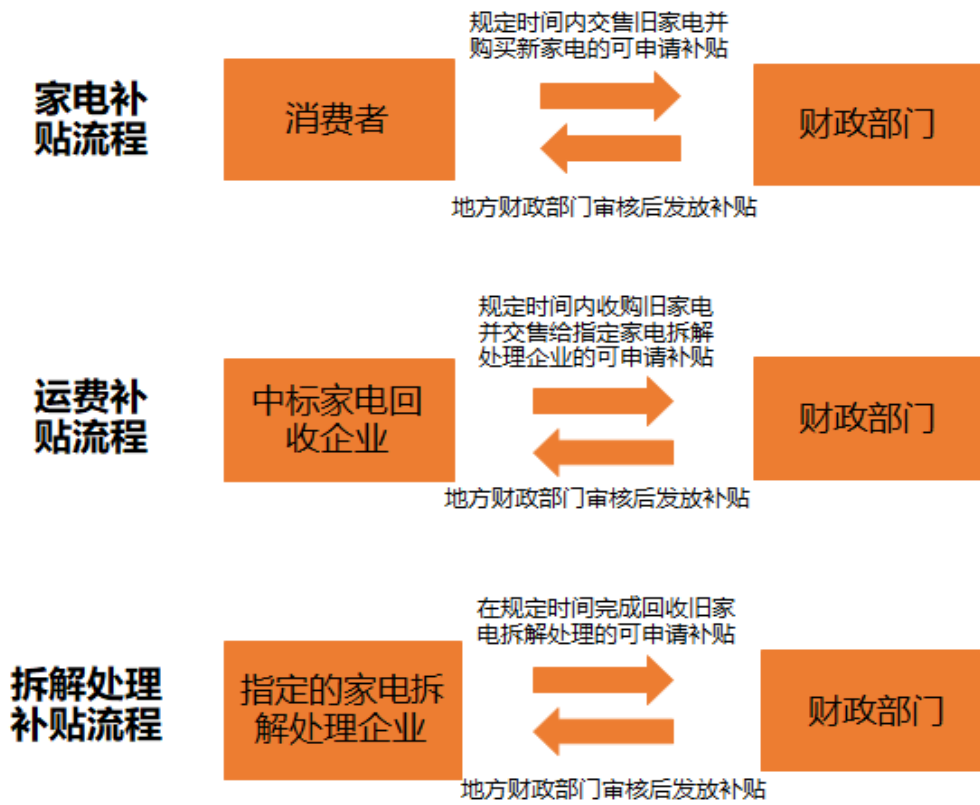 规定时间内交售旧家电并
购买新家电的可申请补贴
家电补
贴流程
消费者
财政部门
地方财政部门审核后发放补贴
规定时间内收购旧家电
并交售给指定家电拆解
处理企业的可申请补贴
运费补
贴流程
中标家电回
收企业
财政部门
地方财政部门审核后发放补贴
在规定时间完成回收旧家
电拆解处理的可申请补贴
拆解处理
补贴流程
指定的家电拆
解处理企业
财政部门
地方财政部门审核后发放补贴